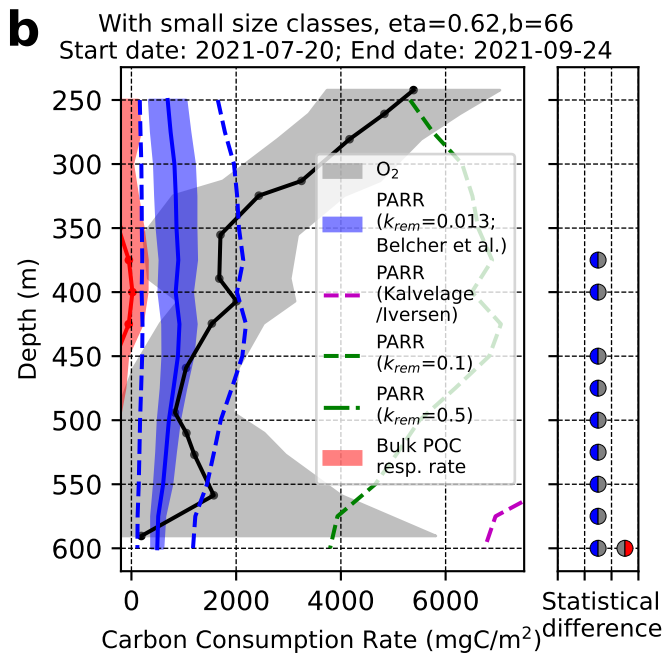 b
With small size classes, eta=0.62,b=66
Start date: 2021-07-20; End date: 2021-09-24
250
300
350
400
450
500
550
600
Depth (m)
O₂
PARR
(k_rem=0.013;
Belcher et al.)
PARR
(Kalvelage
/Iversen)
PARR
(k_rem=0.1)
PARR
(k_rem=0.5)
Bulk POC
resp. rate
0 2000 4000 6000
Carbon Consumption Rate (mgC/m²)
Statistical
difference